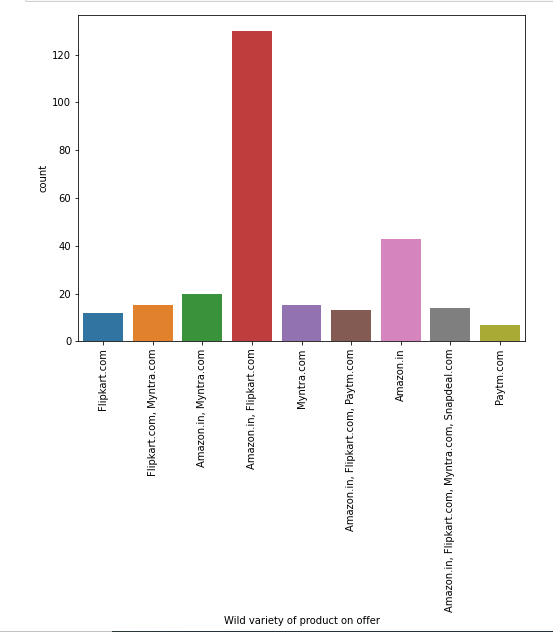 120
100
80
60
40
20
0
count
Flipkart.com
Flipkart.com, Myntra.com
Amazon.in, Myntra.com
Amazon.in, Flipkart.com
Myntra.com
Amazon.in, Flipkart.com, Paytm.com
Amazon.in
Amazon.in, Flipkart.com, Myntra.com, Snapdeal.com
Paytm.com
Wild variety of product on offer